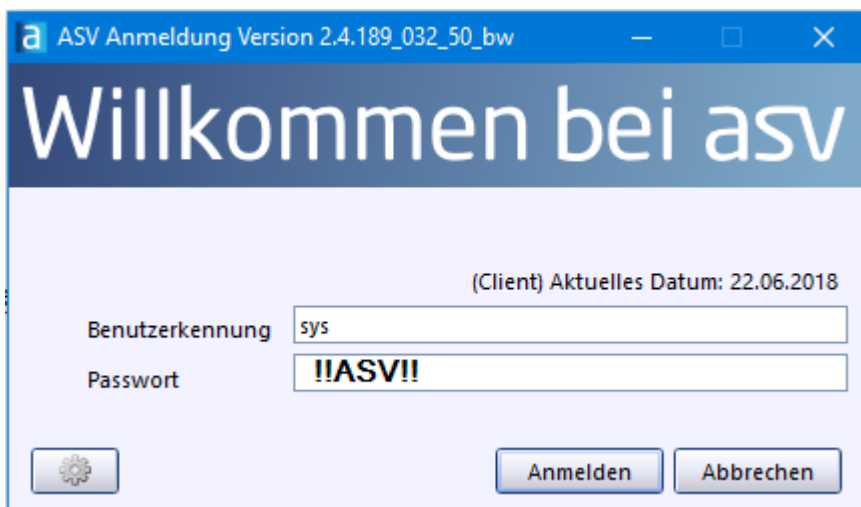 a ASV Anmeldung Version 2.4.189_032_50_bw
Willkommen bei asv
(Client) Aktuelles Datum: 22.06.2018
Benutzerkennung sys
Passwort !!ASV!!
Anmelden Abbrechen